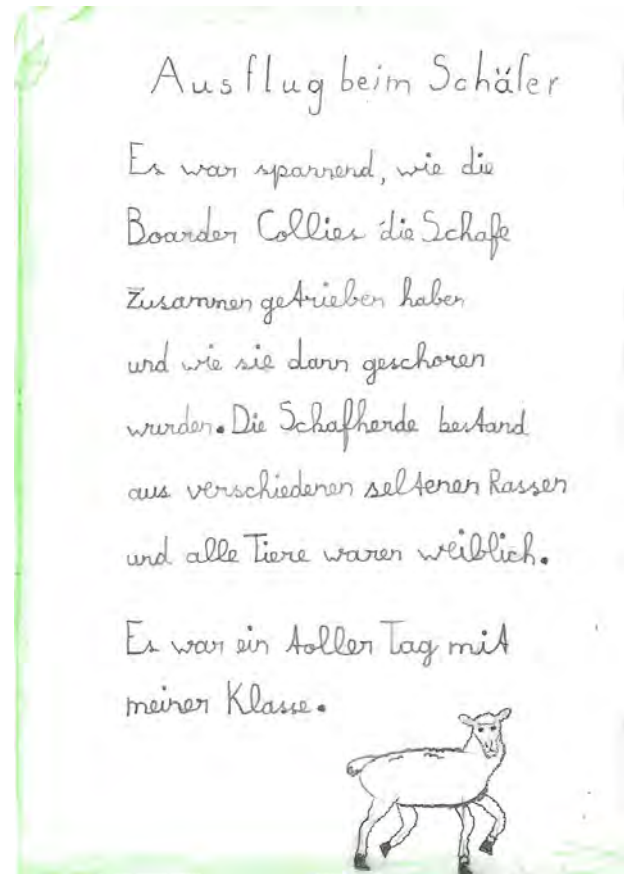 Ausflug beim Schäfer
Es war spannend, wie die
Boarder Collies die Schafe
Zusammen getrieben haben
und wie sie dann geschoren
wurden. Die Schafherde bestand
aus verschiedenen seltenen Rassen
und alle Tiere waren weiblich.
Es war ein toller Tag mit
meiner Klasse.